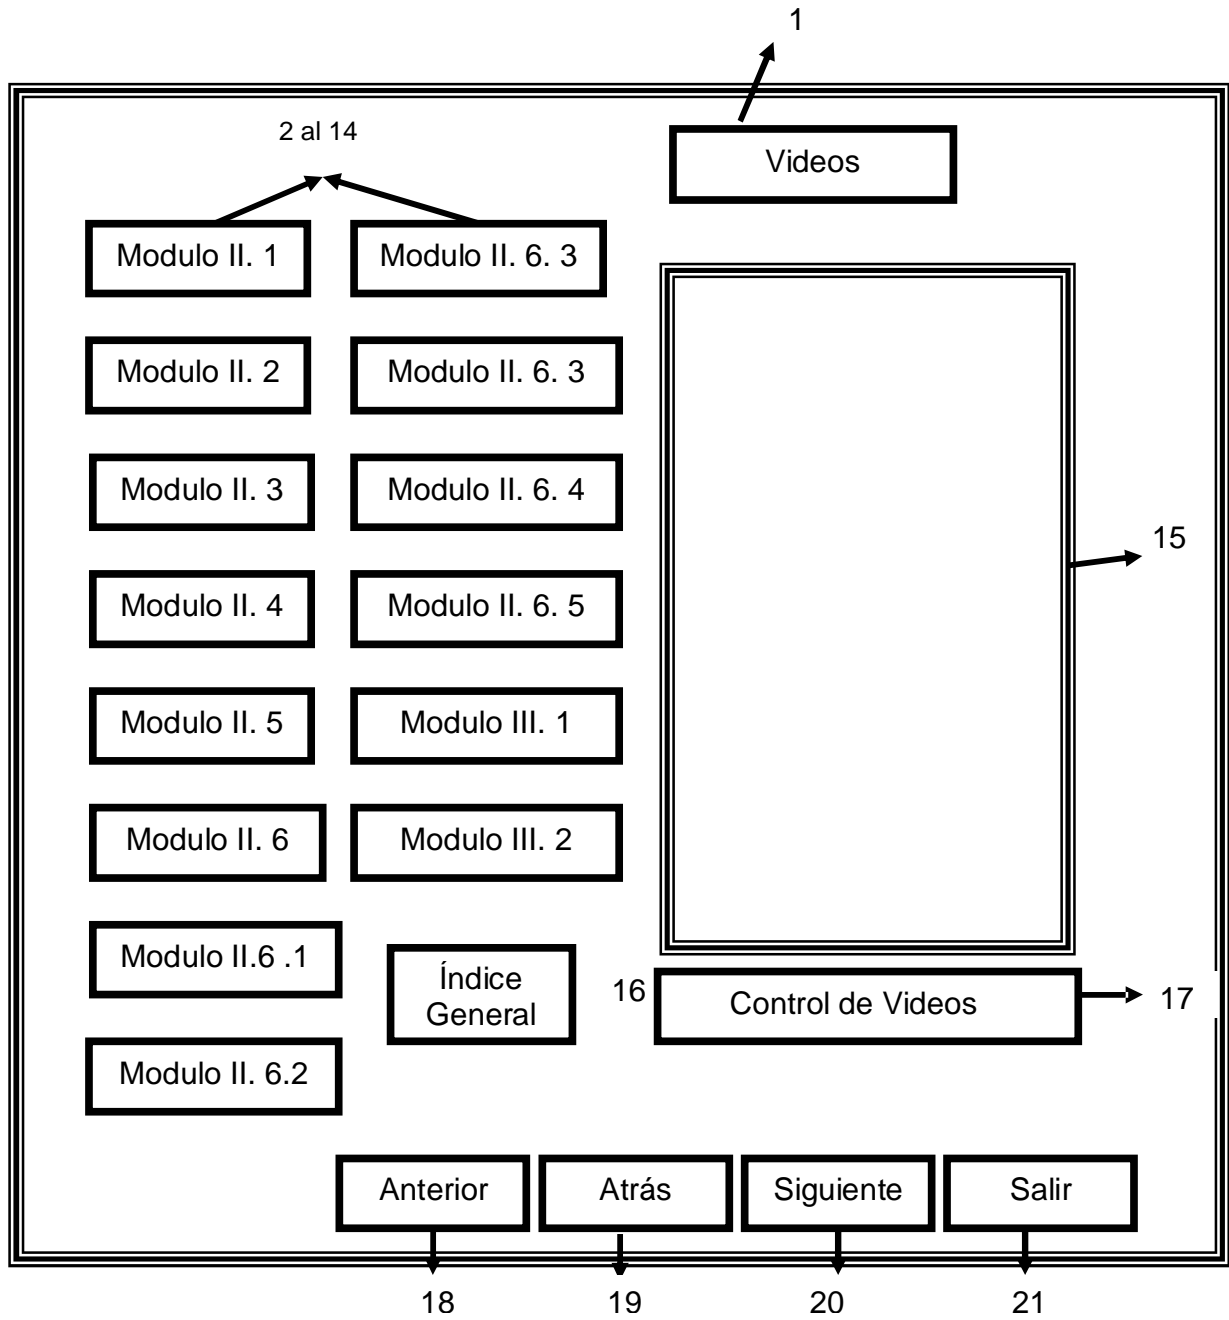 1
2 al 14
Videos
Modulo II. 1
Modulo II. 6. 3
Modulo II. 2
Modulo II. 6. 3
Modulo II. 3
Modulo II. 6. 4
15
Modulo II. 4
Modulo II. 6. 5
Modulo II. 5
Modulo III. 1
Modulo II. 6
Modulo III. 2
Modulo II.6 .1
Índice
General
16
Control de Videos
17
Modulo II. 6.2
Anterior
Atrás
Siguiente
Salir
18
19
20
21